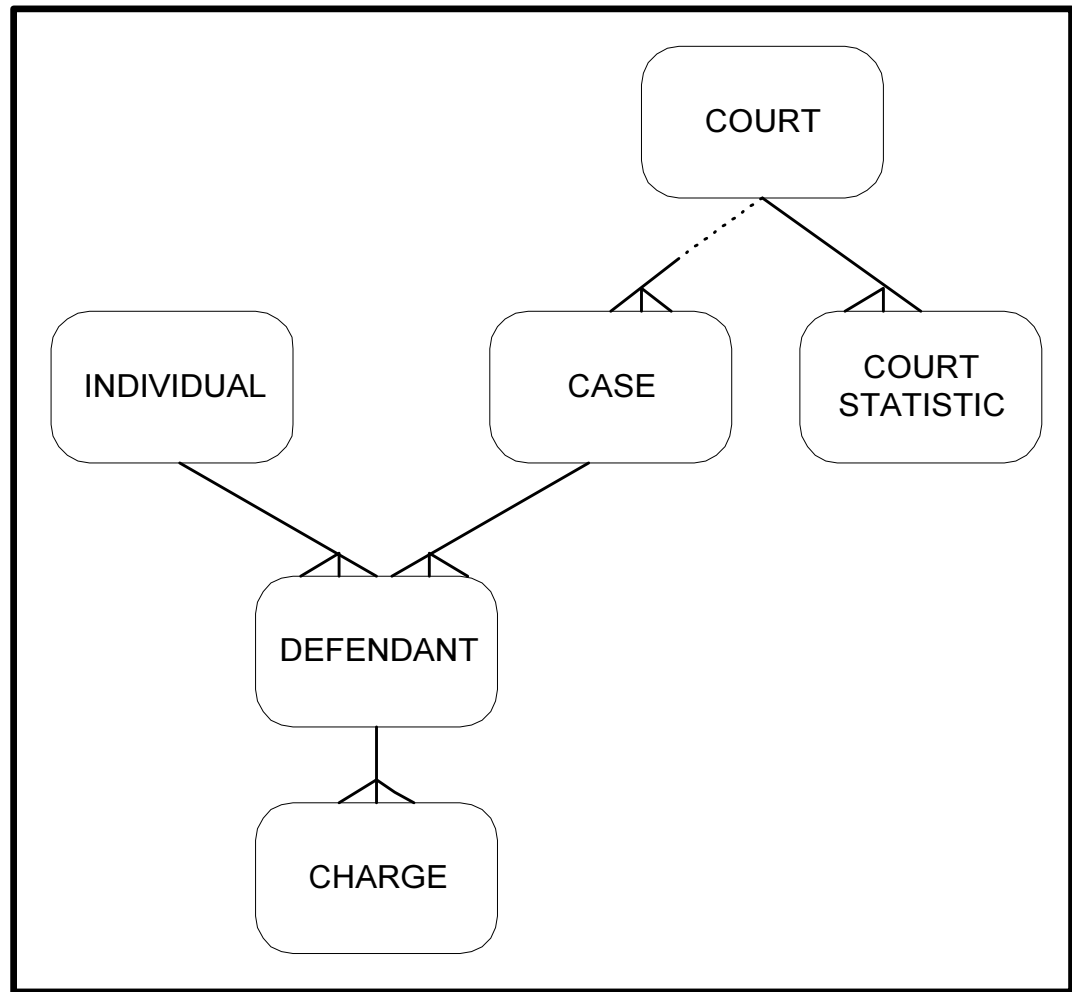 COURT
INDIVIDUAL
CASE
COURT
STATISTIC
DEFENDANT
CHARGE